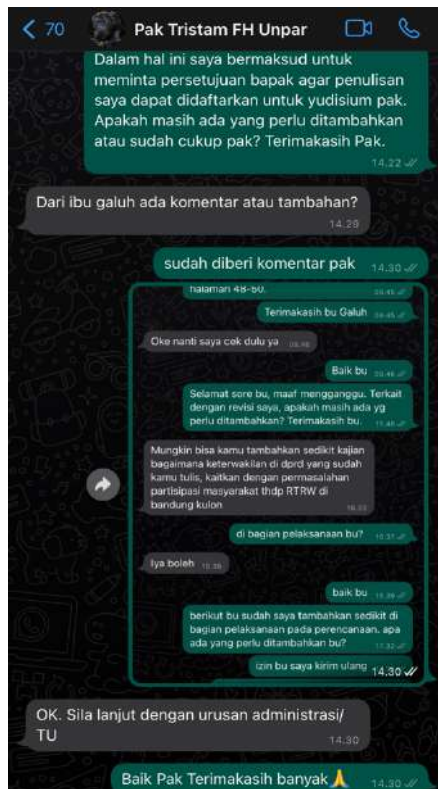 70
Pak Tristam FH Unpar
Dalam hal ini saya bermaksud untuk
meminta persetujuan bapak agar penulisan
saya dapat didaftarkan untuk yudisium pak.
Apakah masih ada yang perlu ditambahkan
atau sudah cukup pak? Terimakasih Pak.
14.22
Dari ibu galuh ada komentar atau tambahan?
14.29
sudah diberi komentar pak 14.30
halaman 48-50.
Terimakasih bu Galuh
Oke nanti saya cek dulu ya
Baik bu
Selamat sore bu, maaf mengganggu. Terkait
dengan revisi saya, apakah masih ada yg
perlu ditambahkan? Terimakasih bu.
Mungkin bisa kamu tambahkan sedikit kajian
bagaimana keterwakilan di dprd yang sudah
kamu tulis, kaitkan dengan permasalahan
partisipasi masyarakat thdp RTRW di
bandung kulon
di bagian pelaksanaan bu?
Iya boleh
baik bu
berikut bu sudah saya tambahkan sedikit di
bagian pelaksanaan pada perencanaan. apa
ada yang perlu ditambahkan bu?
izin bu saya kirim ulang 14.30
OK. Sila lanjut dengan urusan administrasi/
TU
14.30
Baik Pak Terimakasih banyak🙏 14.30